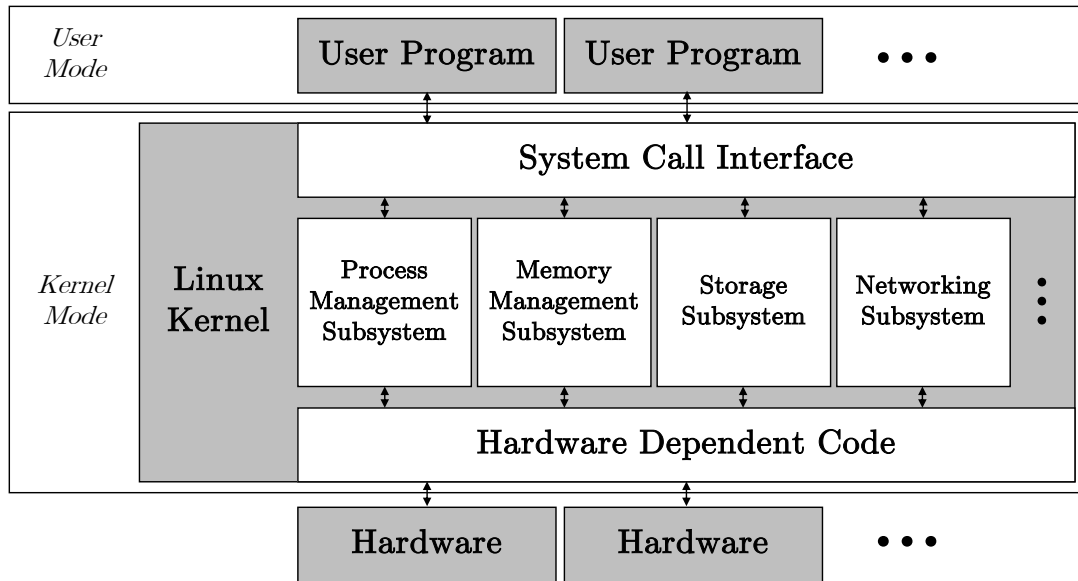 User
Mode
User Program
User Program
System Call Interface
Kernel
Mode
Linux
Kernel
Process
Management
Subsystem
Memory
Management
Subsystem
Storage
Subsystem
Networking
Subsystem
Hardware Dependent Code
Hardware
Hardware